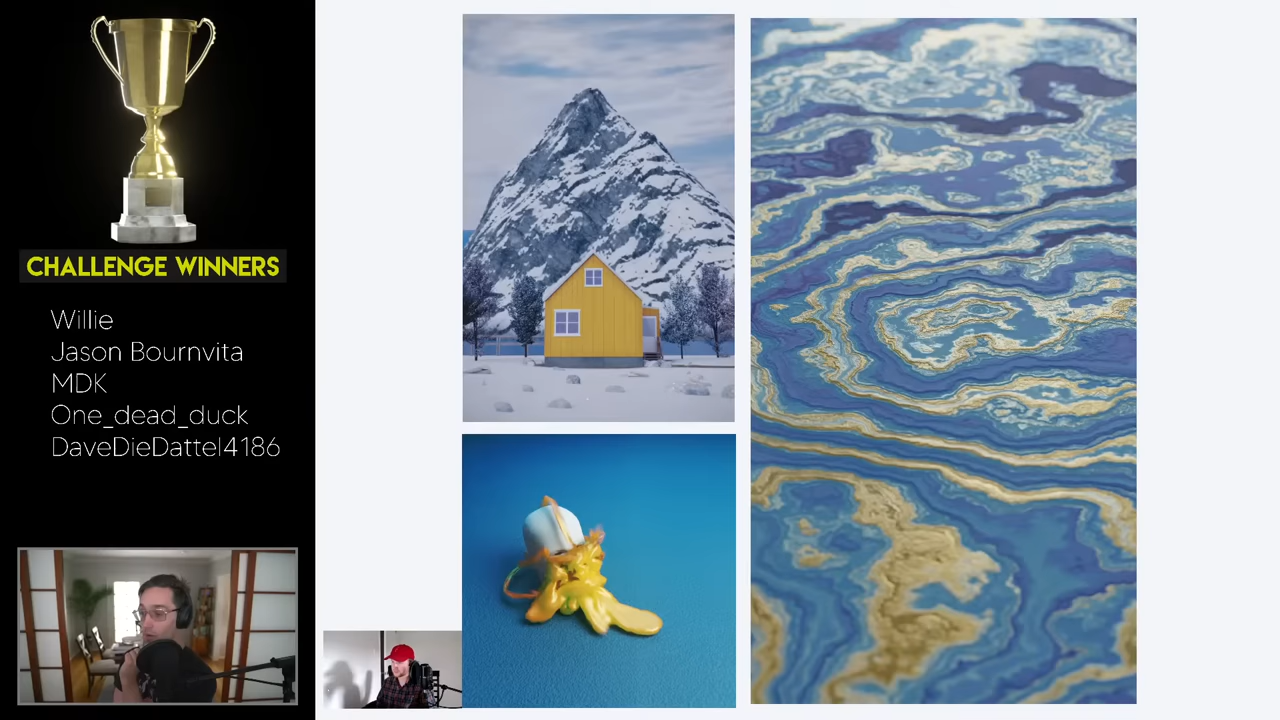 CHALLENGE WINNERS
Willie
Jason Bournvita
MDK
One_dead_duck
DaveDieDattel4186